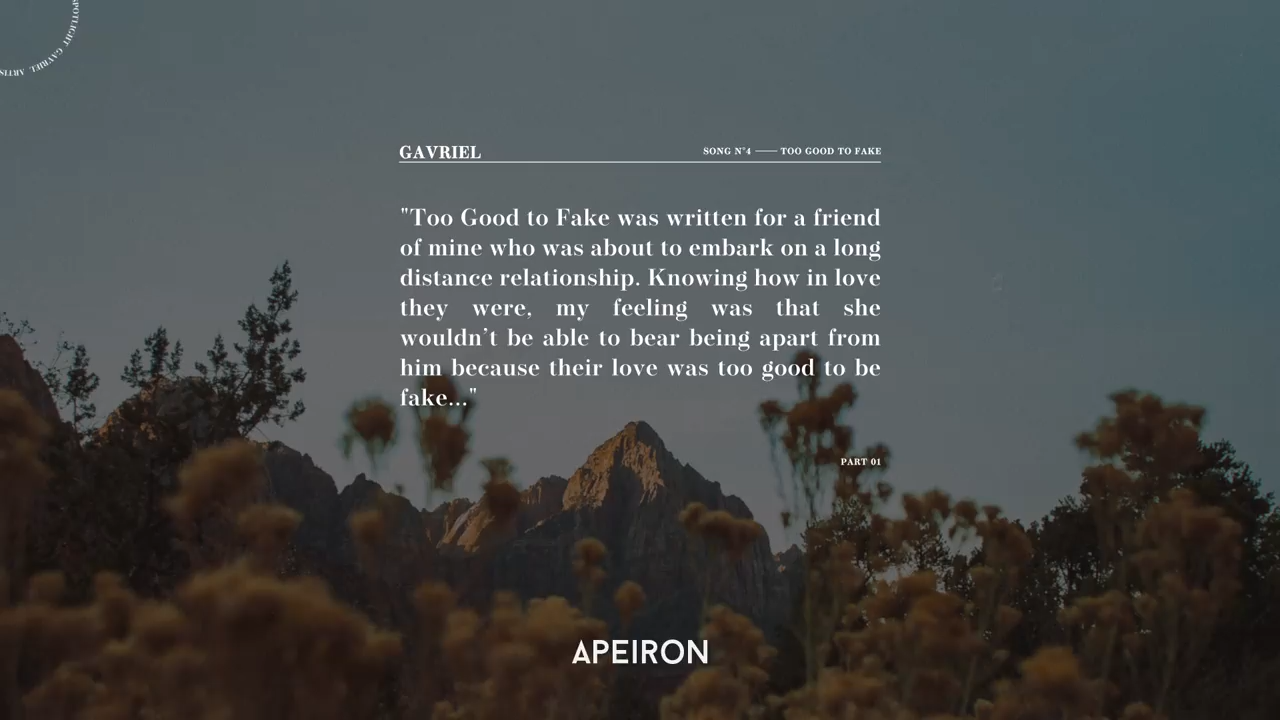 SPOTLIGHT GAVRIEL ARTIS
GAVRIEL
SONG N°4 — TOO GOOD TO FAKE
"Too Good to Fake was written for a friend
of mine who was about to embark on a long
distance relationship. Knowing how in love
they were, my feeling was that she
wouldn't be able to bear being apart from
him because their love was too good to be
fake..."
PART 01
APEIRON